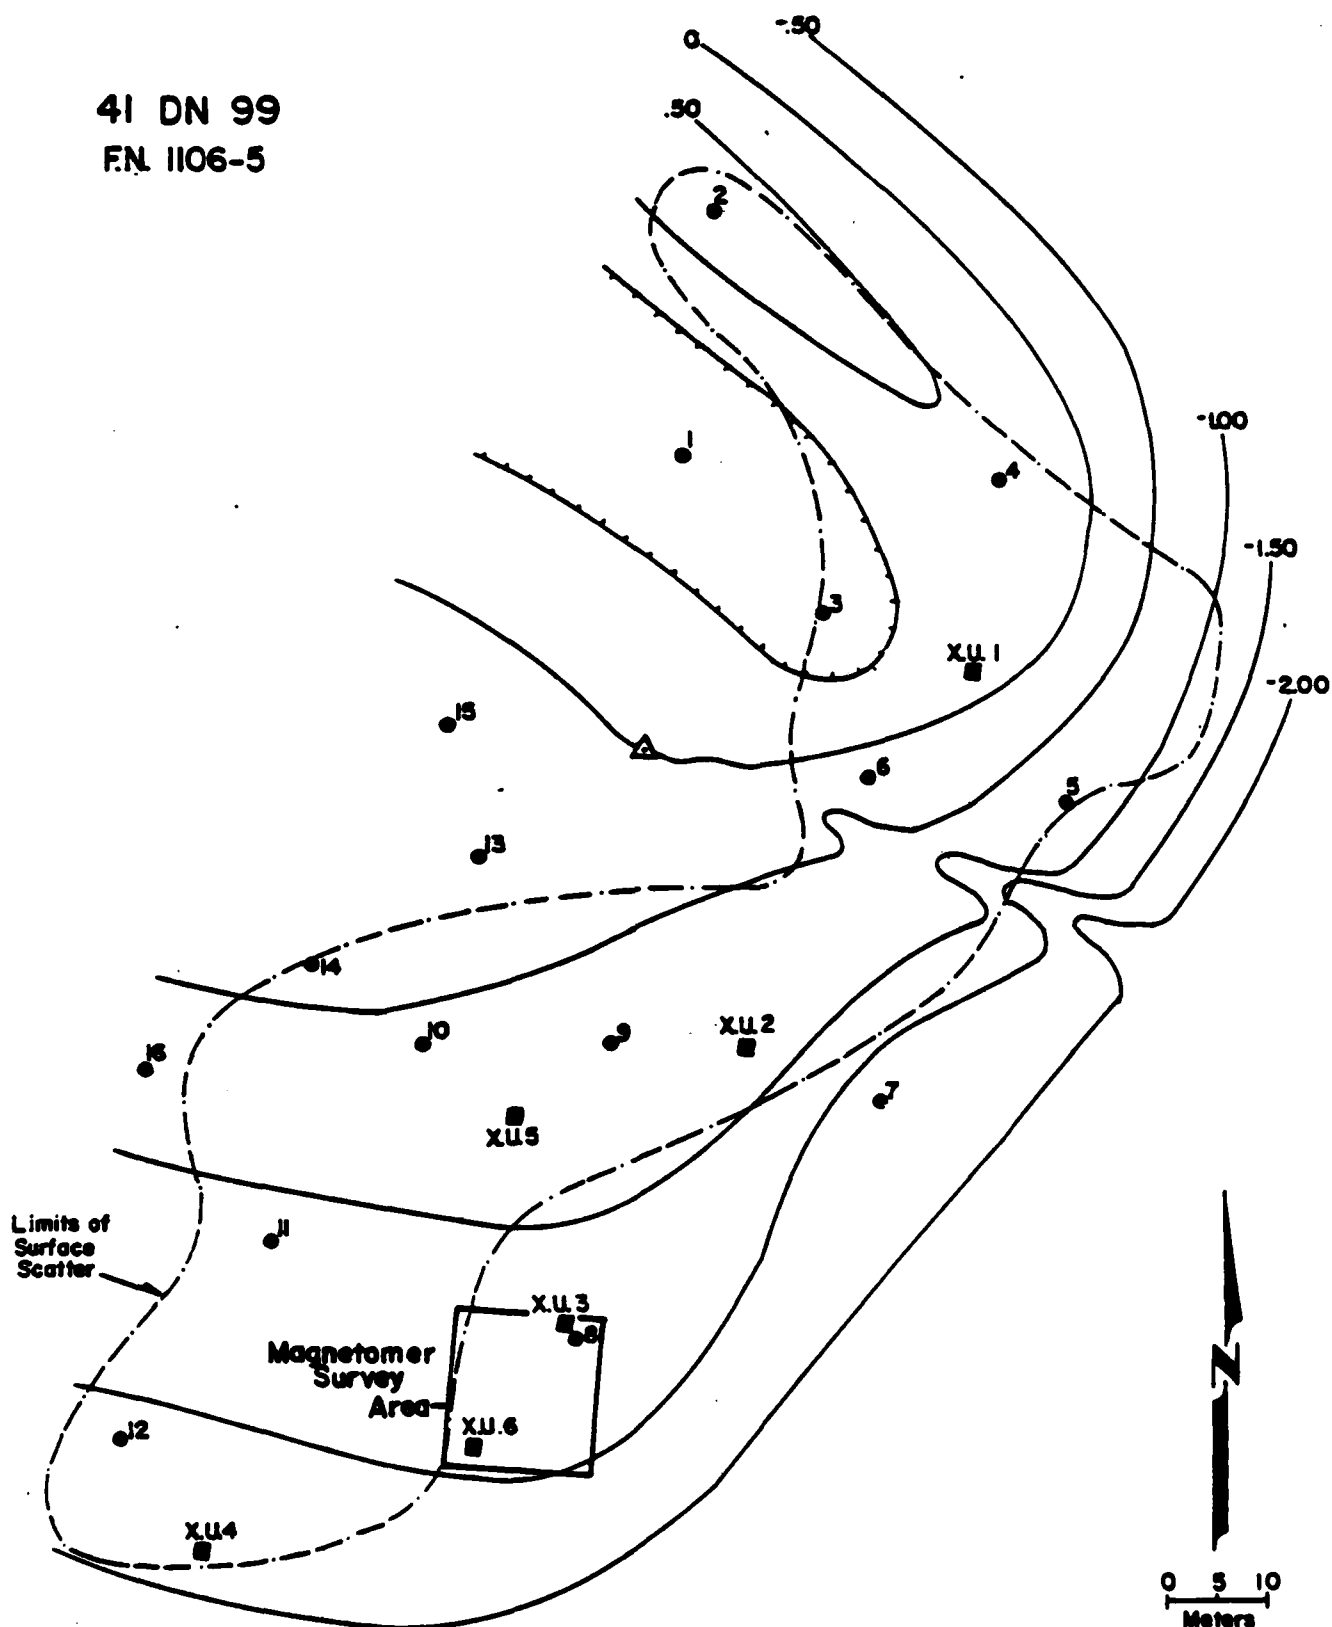 41 DN 99
F.N. 1106-5
0
-.50
.50
2
-1.00
1
4
-1.50
3
X.U. 1
-2.00
15
6
5
13
14
10
9
X.U. 2
16
7
X.U. 5
11
Limits of
Surface
Scatter
X.U. 3
8
Magnetomer
Survey
Area
X.U. 6
12
X.U. 4
N
0 5 10
Meters